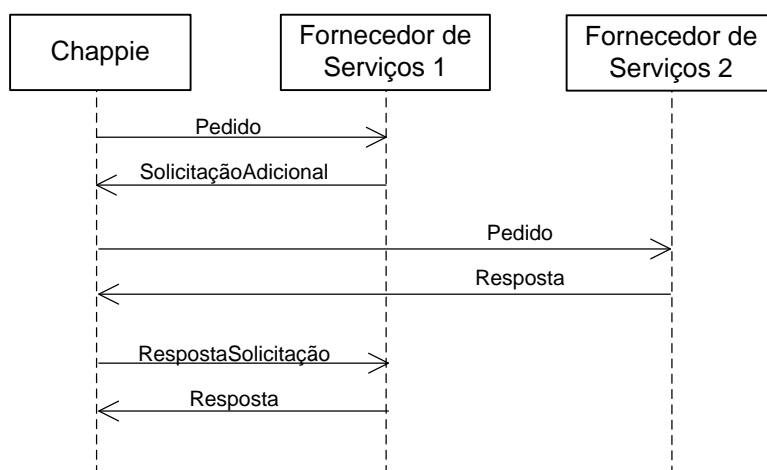 Chappie
Fornecedor de
Serviços 1
Fornecedor de
Serviços 2
Pedido
SolicitaçãoAdicional
Pedido
Resposta
RespostaSolicitação
Resposta